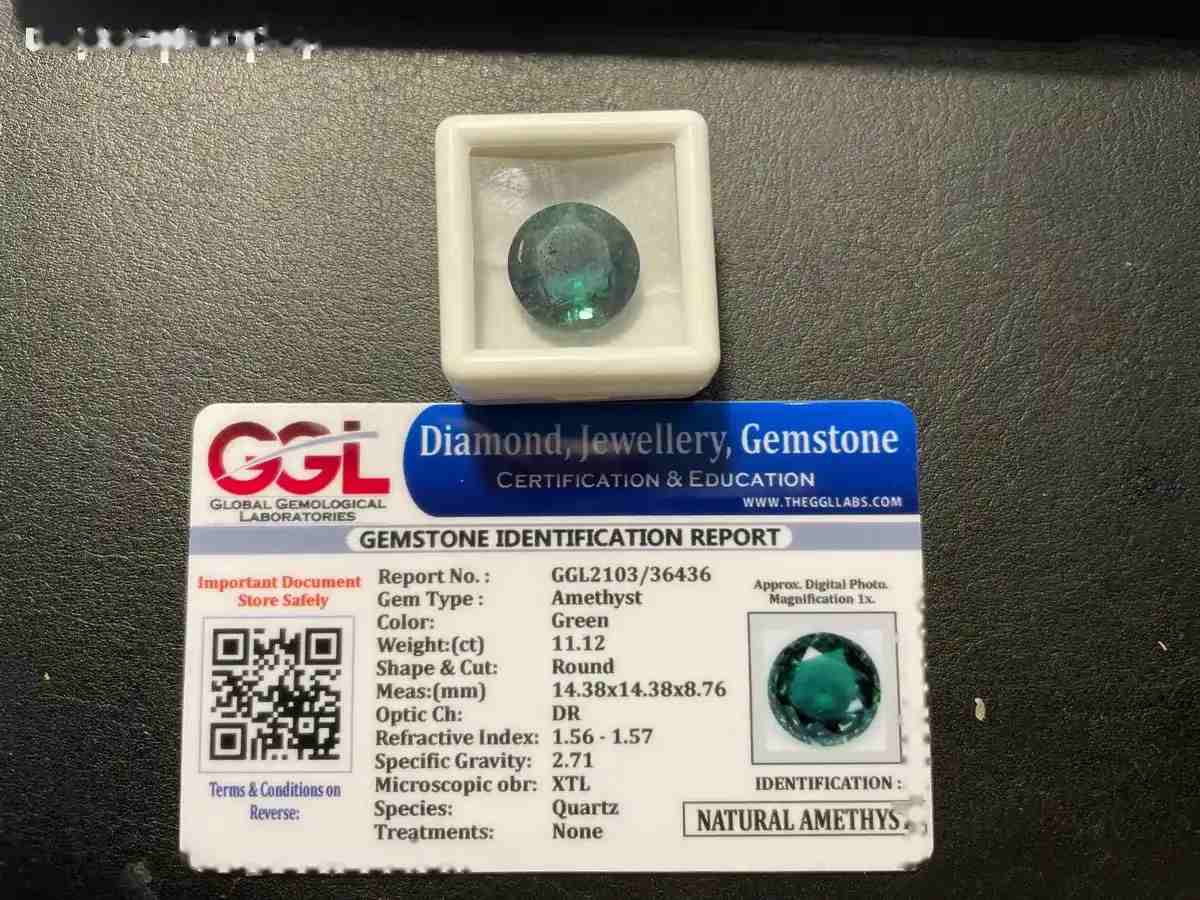 GGL
GLOBAL GEMOLOGICAL
LABORATORIES
Diamond, Jewellery, Gemstone
CERTIFICATION & EDUCATION
WWW.THEGGLLABS.COM
GEMSTONE IDENTIFICATION REPORT
Important Document
Store Safely
Terms & Conditions on
Reverse:
Report No. : GGL2103/36436
Gem Type : Amethyst
Color: Green
Weight:(ct) 11.12
Shape & Cut: Round
Meas:(mm) 14.38x14.38x8.76
Optic Ch: DR
Refractive Index: 1.56 - 1.57
Specific Gravity: 2.71
Microscopic obr: XTL
Species: Quartz
Treatments: None
Approx. Digital Photo.
Magnification 1x.
IDENTIFICATION :
NATURAL